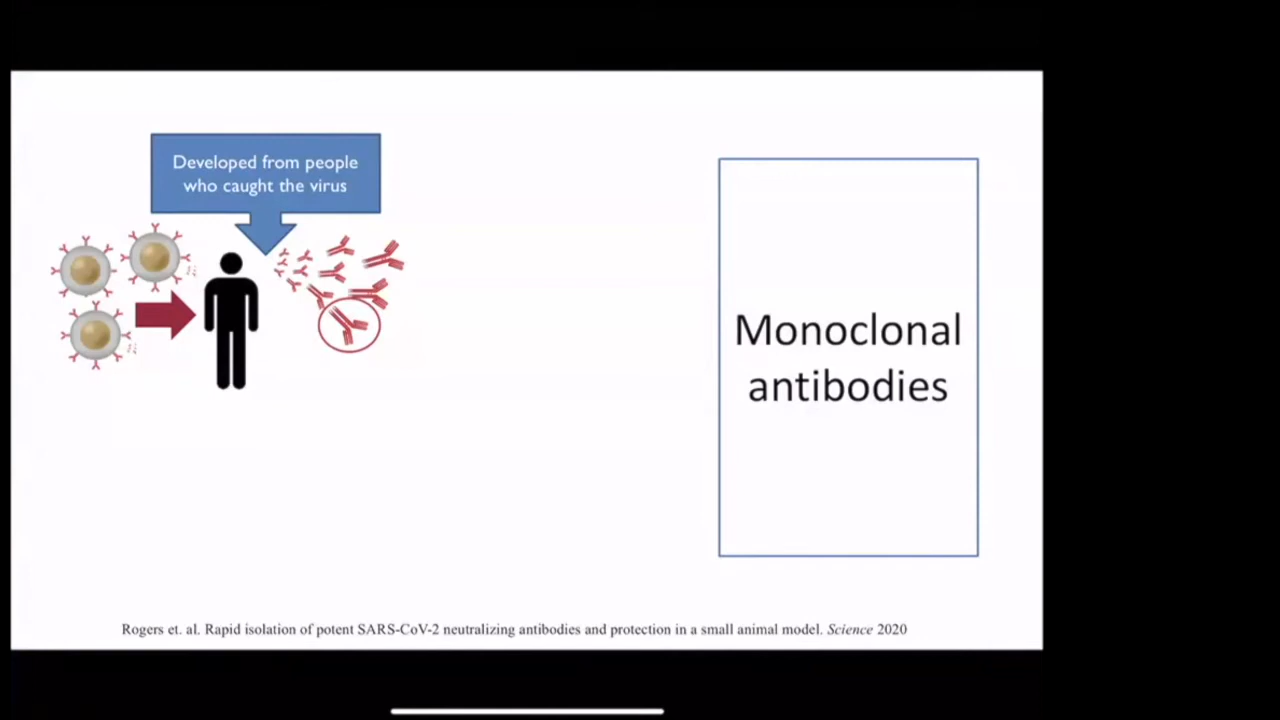 Developed from people
who caught the virus
Monoclonal
antibodies
Rogers et. al. Rapid isolation of potent SARS-CoV-2 neutralizing antibodies and protection in a small animal model. Science 2020